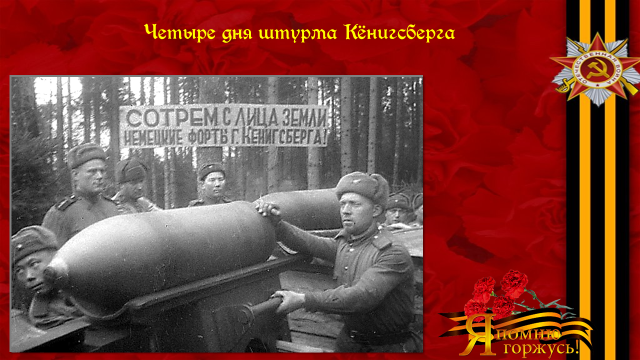 Четыре дня штурма Кёнигсберга
СОТРЕМ С ЛИЦА ЗЕМЛИ
НЕМЕЦКИЕ ФОРТЫ Г. КЕНИГСБЕРГА!
Я помню
горжусь!